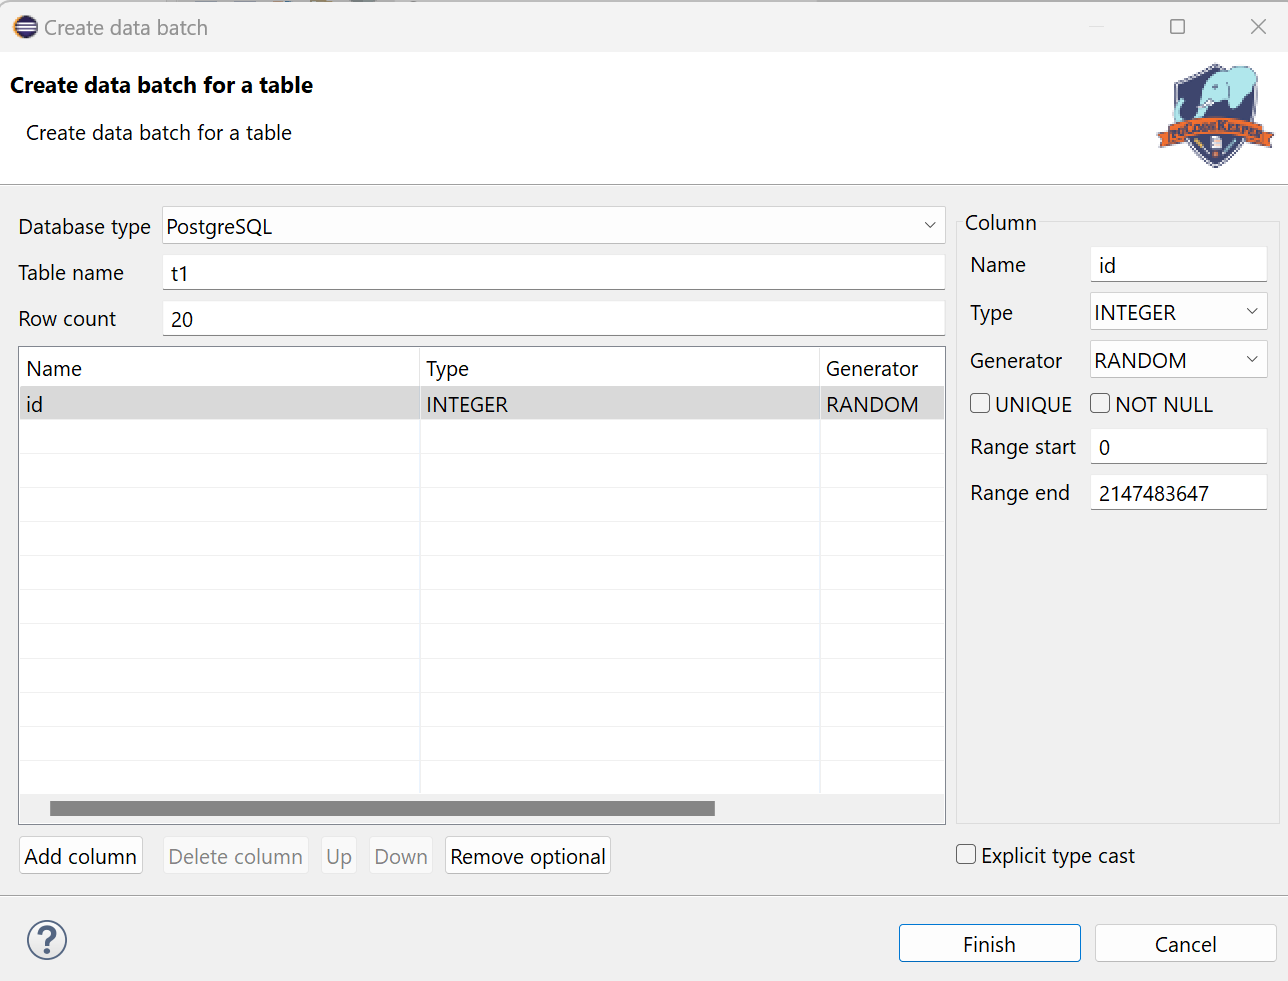 Create data batch
Create data batch for a table
Create data batch for a table
PGCODEKEEPER
Database type PostgreSQL
Table name t1
Row count 20
Name Type Generator
id INTEGER RANDOM
Add column Delete column Up Down Remove optional
Column
Name id
Type INTEGER
Generator RANDOM
UNIQUE NOT NULL
Range start 0
Range end 2147483647
Explicit type cast
?
Finish Cancel